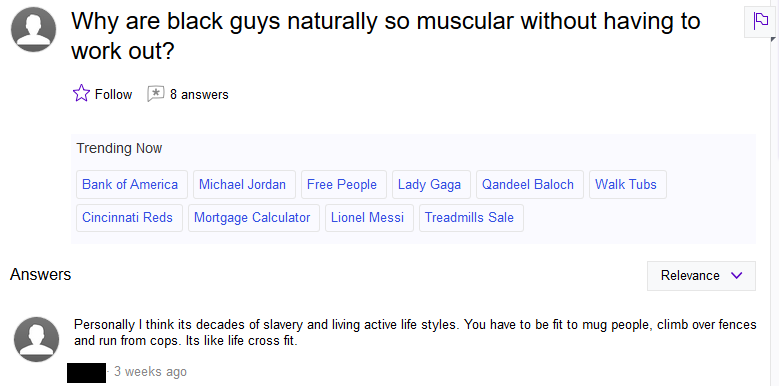 Why are black guys naturally so muscular without having to
work out?
Follow 8 answers
Trending Now
Bank of America Michael Jordan Free People Lady Gaga Qandeel Baloch Walk Tubs
Cincinnati Reds Mortgage Calculator Lionel Messi Treadmills Sale
Answers Relevance
Personally I think its decades of slavery and living active life styles. You have to be fit to mug people, climb over fences
and run from cops. Its like life cross fit.
· 3 weeks ago